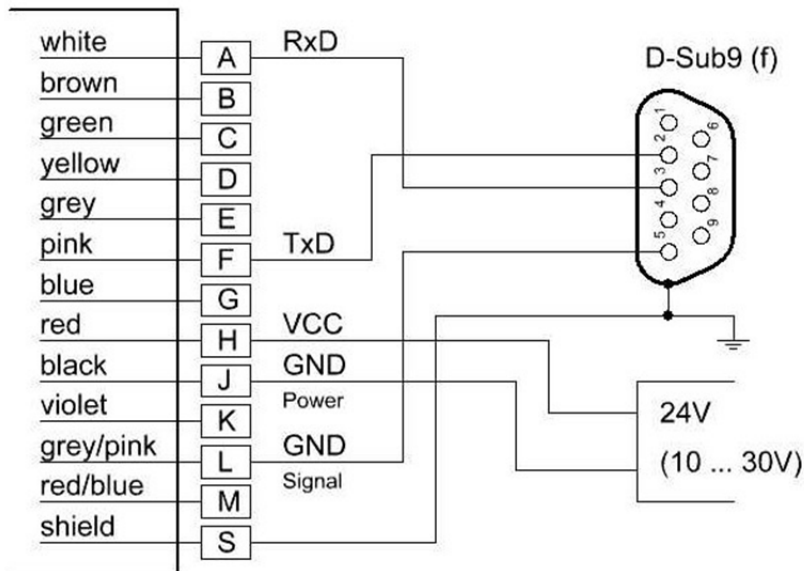 white A RxD
brown B
green C
yellow D
grey E
pink F TxD
blue G
red H VCC
black J GND
Power
violet K
grey/pink L GND
Signal
red/blue M
shield S
D-Sub9 (f)
1
2
3
4
5
6
7
8
9
24V
(10 ... 30V)